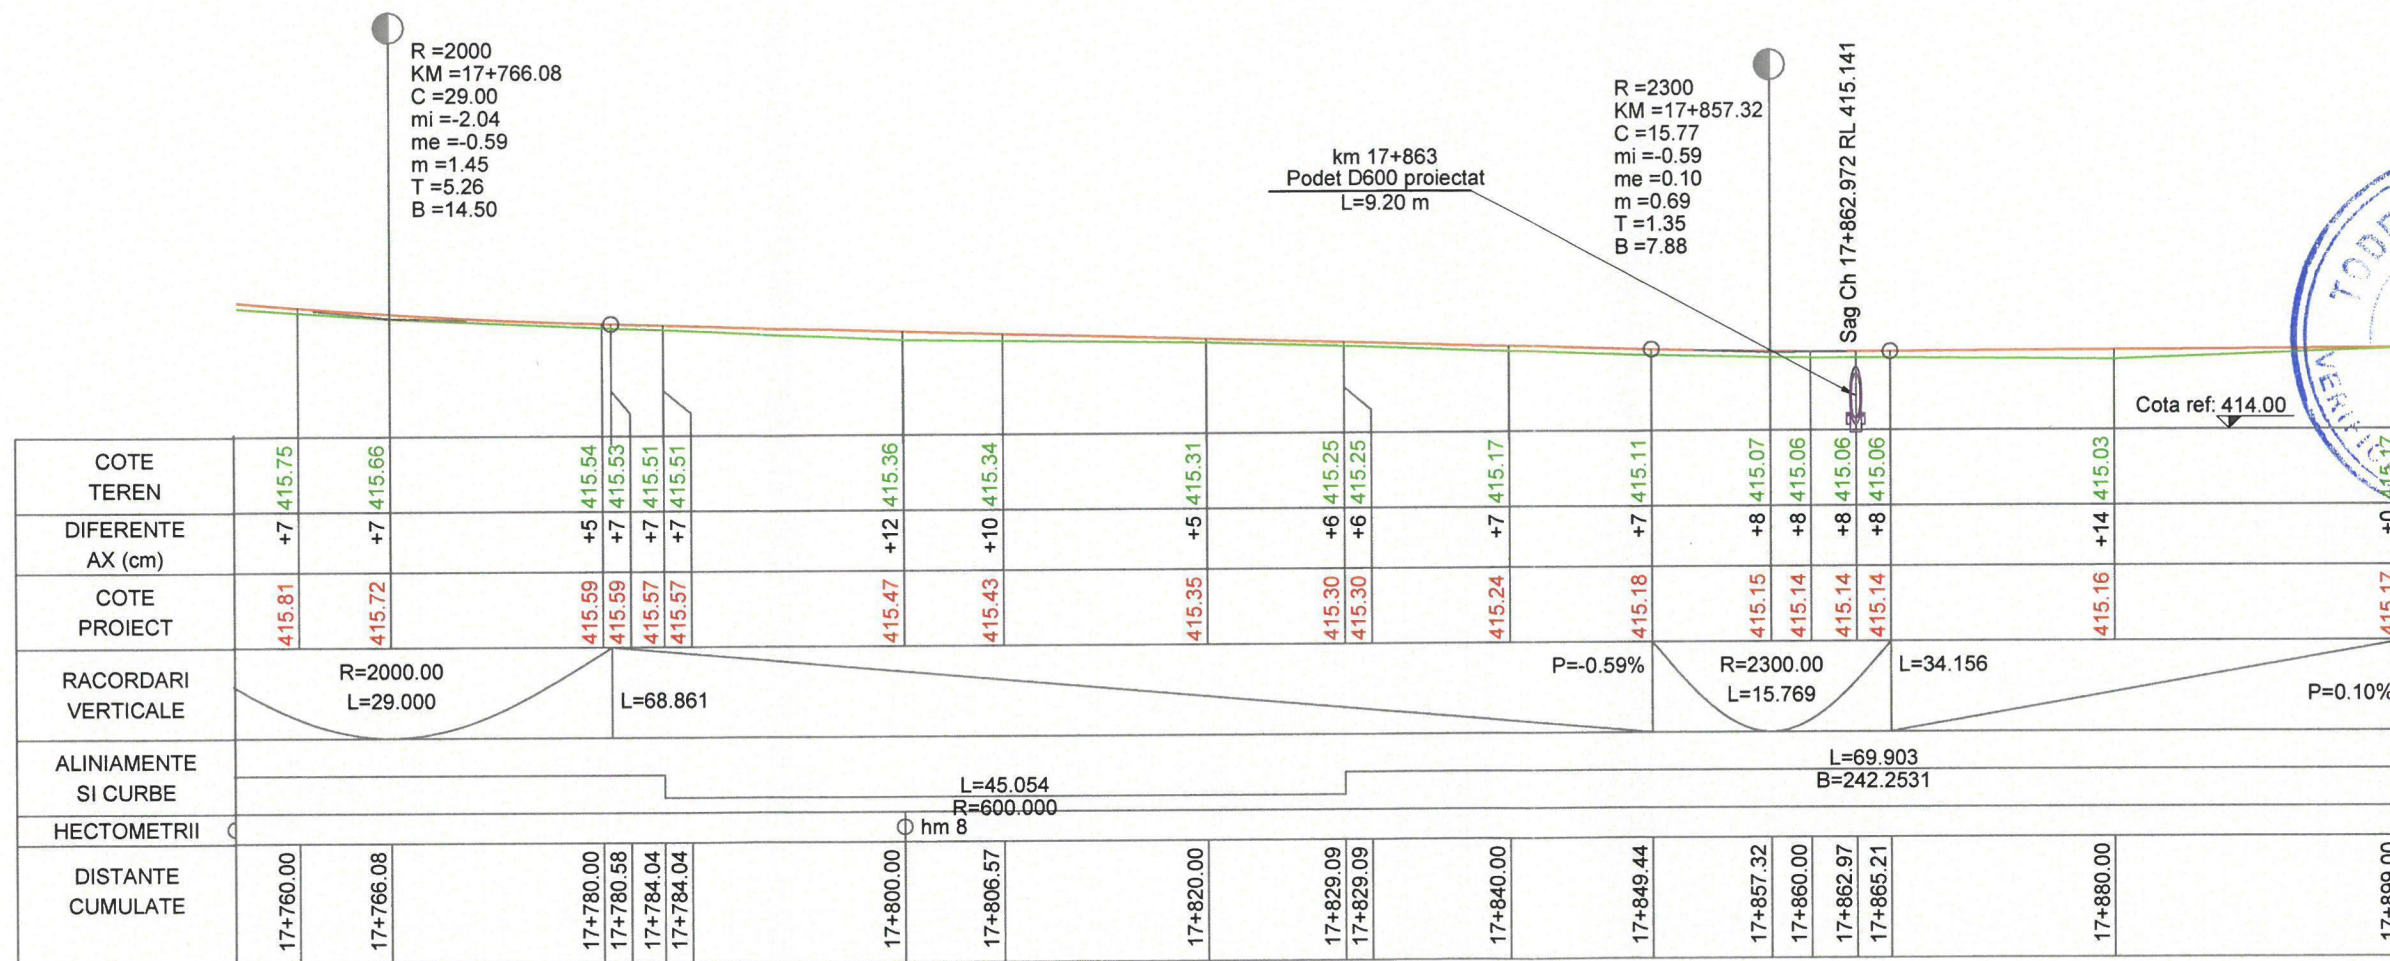 R =2000
KM =17+766.08
C =29.00
mi =-2.04
me =-0.59
m =1.45
T =5.26
B =14.50
km 17+863
Podet D600 proiectat
L=9.20 m
R =2300
KM =17+857.32
C =15.77
mi =-0.59
me =0.10
m =0.69
T =1.35
B =7.88
Sag Ch 17+862.972 RL 415.141
Cota ref: 414.00
COTE
TEREN
415.75 415.66 415.54 415.53 415.51 415.51 415.36 415.34 415.31 415.25 415.25 415.17 415.11 415.07 415.06 415.06 415.06 415.03 415.17
DIFERENTE
AX (cm)
+7 +7 +5 +7 +7 +7 +12 +10 +5 +6 +6 +7 +7 +8 +8 +8 +8 +14 +0
COTE
PROIECT
415.81 415.72 415.59 415.59 415.57 415.57 415.47 415.43 415.35 415.30 415.30 415.24 415.18 415.15 415.14 415.14 415.14 415.16 415.17
RACORDARI
VERTICALE
R=2000.00
L=29.000
L=68.861
P=-0.59%
R=2300.00
L=15.769
L=34.156
P=0.10%
ALINIAMENTE
SI CURBE
L=45.054
R=600.000
L=69.903
B=242.2531
HECTOMETRII
hm 8
DISTANTE
CUMULATE
17+760.00 17+766.08 17+780.00 17+780.58 17+784.04 17+784.04 17+800.00 17+806.57 17+820.00 17+829.09 17+829.09 17+840.00 17+849.44 17+857.32 17+860.00 17+862.97 17+865.21 17+880.00 17+899.00